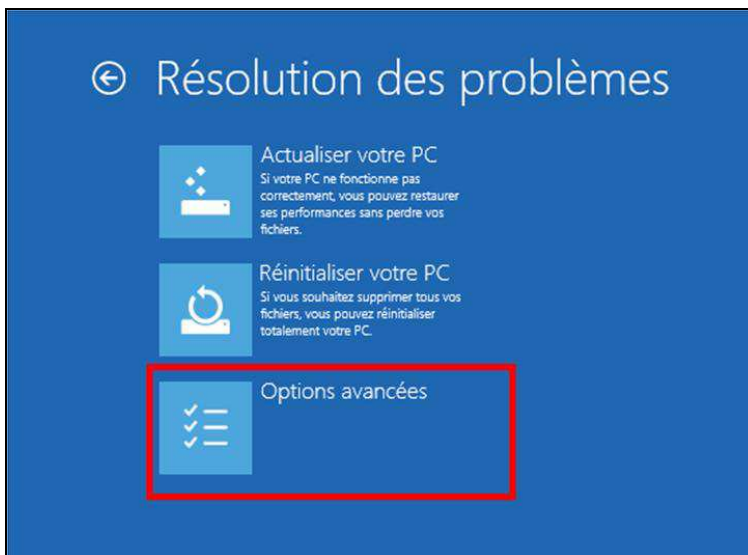 Résolution des problèmes
Actualiser votre PC
Si votre PC ne fonctionne pas
correctement, vous pouvez restaurer
ses performances sans perdre vos
fichiers.
Réinitialiser votre PC
Si vous souhaitez supprimer tous vos
fichiers, vous pouvez réinitialiser
totalement votre PC.
Options avancées